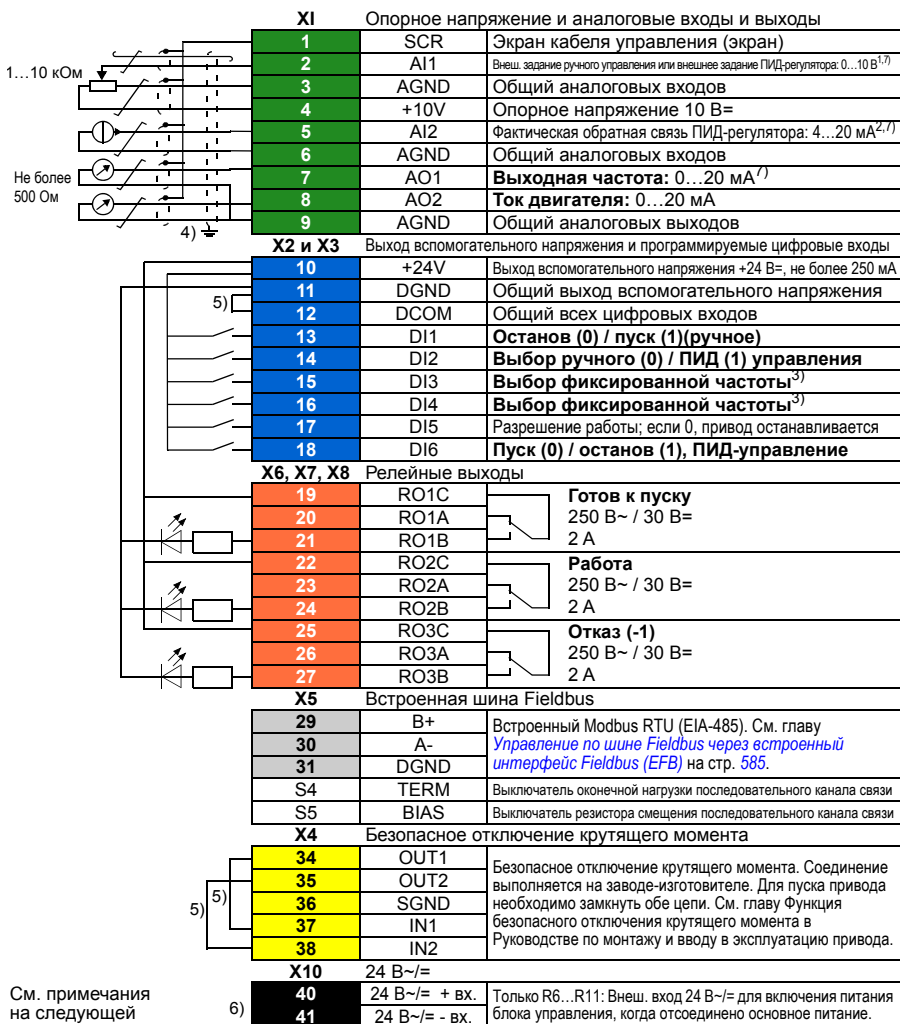 XI Опорное напряжение и аналоговые входы и выходы
1 SCR Экран кабеля управления (экран)
1…10 кОм 2 AI1 Внеш. задание ручного управления или внешнее задание ПИД-регулятора: 0…10 В1,7)
3 AGND Общий аналоговых входов
4 +10V Опорное напряжение 10 В=
5 AI2 Фактическая обратная связь ПИД-регулятора: 4…20 мА2,7)
6 AGND Общий аналоговых входов
Не более 500 Ом
7 AO1 Выходная частота: 0…20 мА7)
8 AO2 Ток двигателя: 0…20 мА
4) 9 AGND Общий аналоговых выходов
X2 и X3 Выход вспомогательного напряжения и программируемые цифровые входы
10 +24V Выход вспомогательного напряжения +24 В=, не более 250 мА
11 DGND Общий выход вспомогательного напряжения
5) 12 DCOM Общий всех цифровых входов
13 DI1 Останов (0) / пуск (1)(ручное)
14 DI2 Выбор ручного (0) / ПИД (1) управления
15 DI3 Выбор фиксированной частоты3)
16 DI4 Выбор фиксированной частоты3)
17 DI5 Разрешение работы; если 0, привод останавливается
18 DI6 Пуск (0) / останов (1), ПИД-управление
X6, X7, X8 Релейные выходы
19 RO1C Готов к пуску
20 RO1A 250 В~ / 30 В=
21 RO1B 2 A
22 RO2C Работа
23 RO2A 250 В~ / 30 В=
24 RO2B 2 A
25 RO3C Отказ (-1)
26 RO3A 250 В~ / 30 В=
27 RO3B 2 A
X5 Встроенная шина Fieldbus
29 B+
30 A-
31 DGND
Встроенный Modbus RTU (EIA-485). См. главу
Управление по шине Fieldbus через встроенный
интерфейс Fieldbus (EFB) на стр. 585.
S4 TERM Выключатель оконечной нагрузки последовательного канала связи
S5 BIAS Выключатель резистора смещения последовательного канала связи
X4 Безопасное отключение крутящего момента
34 OUT1
35 OUT2
5) 5) 36 SGND
37 IN1
38 IN2
Безопасное отключение крутящего момента. Соединение
выполняется на заводе-изготовителе. Для пуска привода
необходимо замкнуть обе цепи. См. главу Функция
безопасного отключения крутящего момента в
Руководстве по монтажу и вводу в эксплуатацию привода.
X10 24 В~/=
См. примечания
на следующей
6) 40 24 В~/= + вх.
41 24 В~/= - вх.
Только R6…R11: Внеш. вход 24 В~/= для включения питания
блока управления, когда отсоединено основное питание.